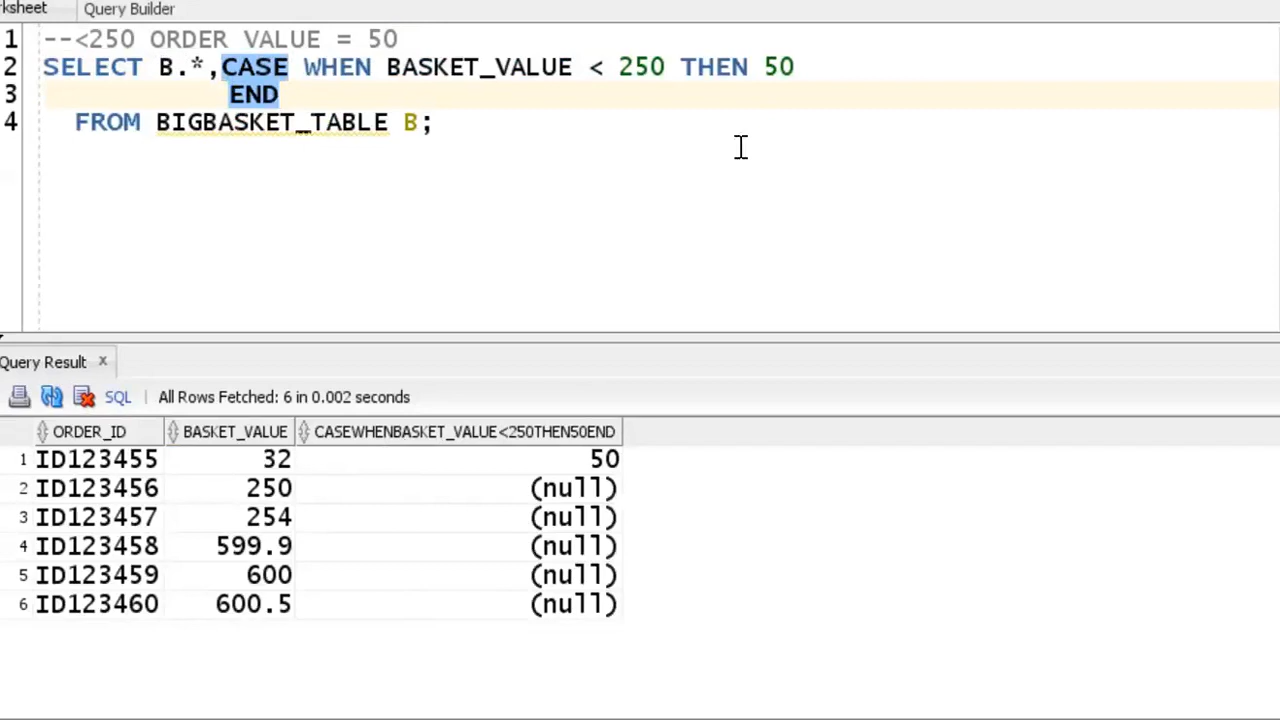 rksheet Query Builder
1 --<250 ORDER VALUE = 50
2 SELECT B.*,CASE WHEN BASKET_VALUE < 250 THEN 50
3 END
4 FROM BIGBASKET_TABLE B;
Query Result x
SQL | All Rows Fetched: 6 in 0.002 seconds
ORDER_ID BASKET_VALUE CASEWHENBASKET_VALUE<250THEN50END
1 ID123455 32 50
2 ID123456 250 (null)
3 ID123457 254 (null)
4 ID123458 599.9 (null)
5 ID123459 600 (null)
6 ID123460 600.5 (null)